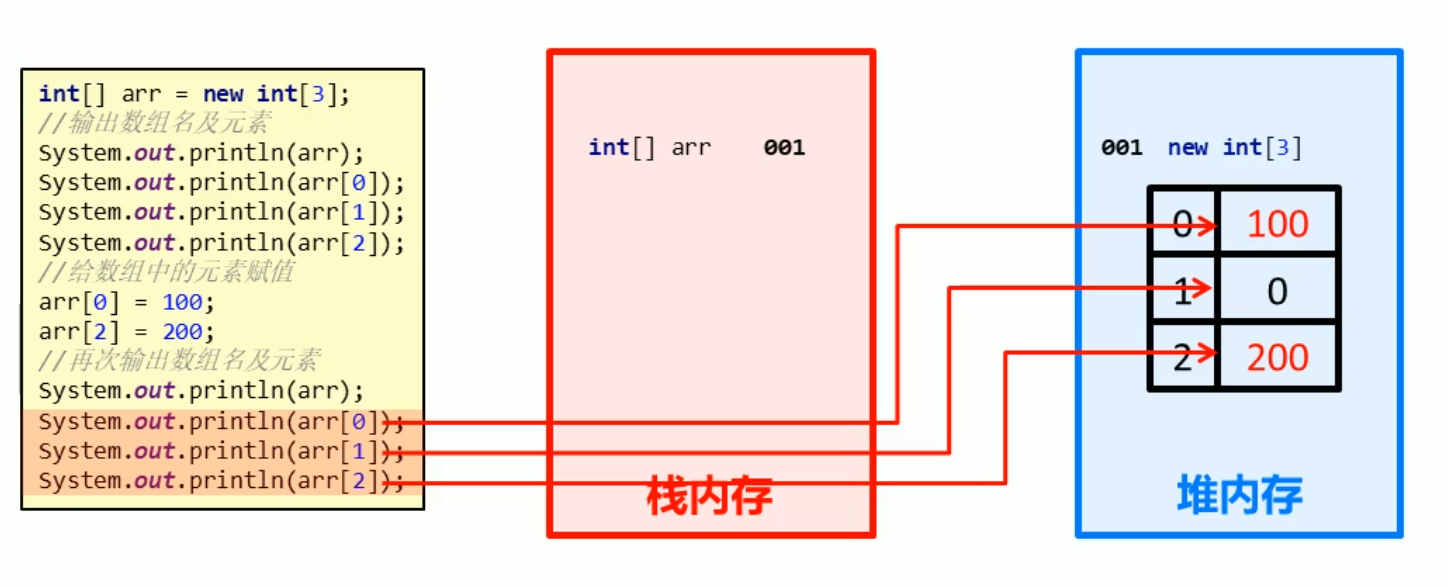 int[] arr = new int[3];
//输出数组名及元素
System.out.println(arr);
System.out.println(arr[0]);
System.out.println(arr[1]);
System.out.println(arr[2]);
//给数组中的元素赋值
arr[0] = 100;
arr[2] = 200;
//再次输出数组名及元素
System.out.println(arr);
System.out.println(arr[0]);
System.out.println(arr[1]);
System.out.println(arr[2]);
int[] arr 001
栈内存
001 new int[3]
0 100
1 0
2 200
堆内存